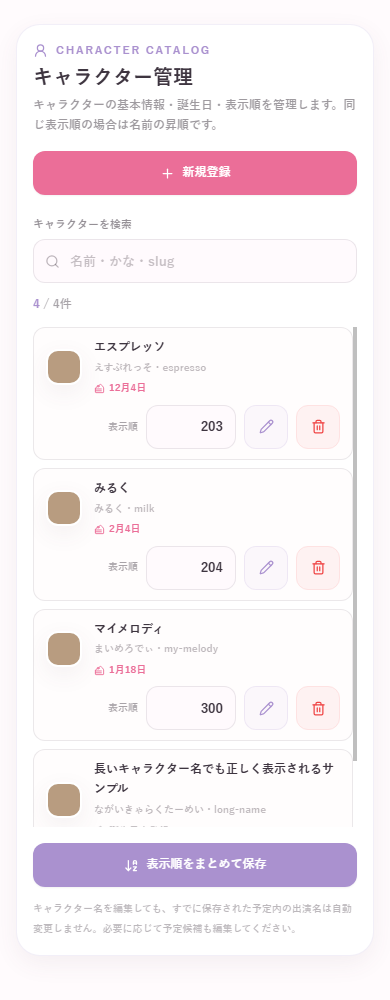 CHARACTER CATALOG
キャラクター管理
キャラクターの基本情報・誕生日・表示順を管理します。同
じ表示順の場合は名前の昇順です。
新規登録
キャラクターを検索
名前・かな・slug
4 / 4件
エスプレッソ
えすぷれっそ・espresso
12月4日
表示順 203
みるく
みるく・milk
2月4日
表示順 204
マイメロディ
まいめろでぃ・my-melody
1月18日
表示順 300
長いキャラクター名でも正しく表示されるサ
ンプル
ながいきゃらくたーめい・long-name
表示順をまとめて保存
キャラクター名を編集しても、すでに保存された予定内の出演名は自動
変更しません。必要に応じて予定候補も編集してください。